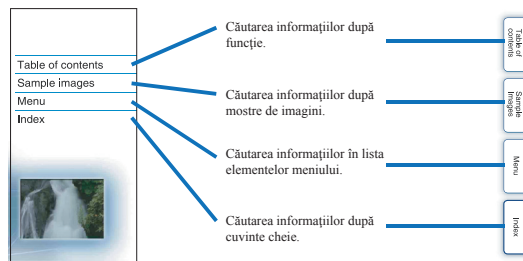 Table of contents
Sample images
Menu
Index
Căutarea informaţiilor după
funcţie.
Căutarea informaţiilor după
mostre de imagini.
Căutarea informaţiilor în lista
elementelor meniului.
Căutarea informaţiilor după
cuvinte cheie.
Table of
contents
Sample
Images
Menu
Index